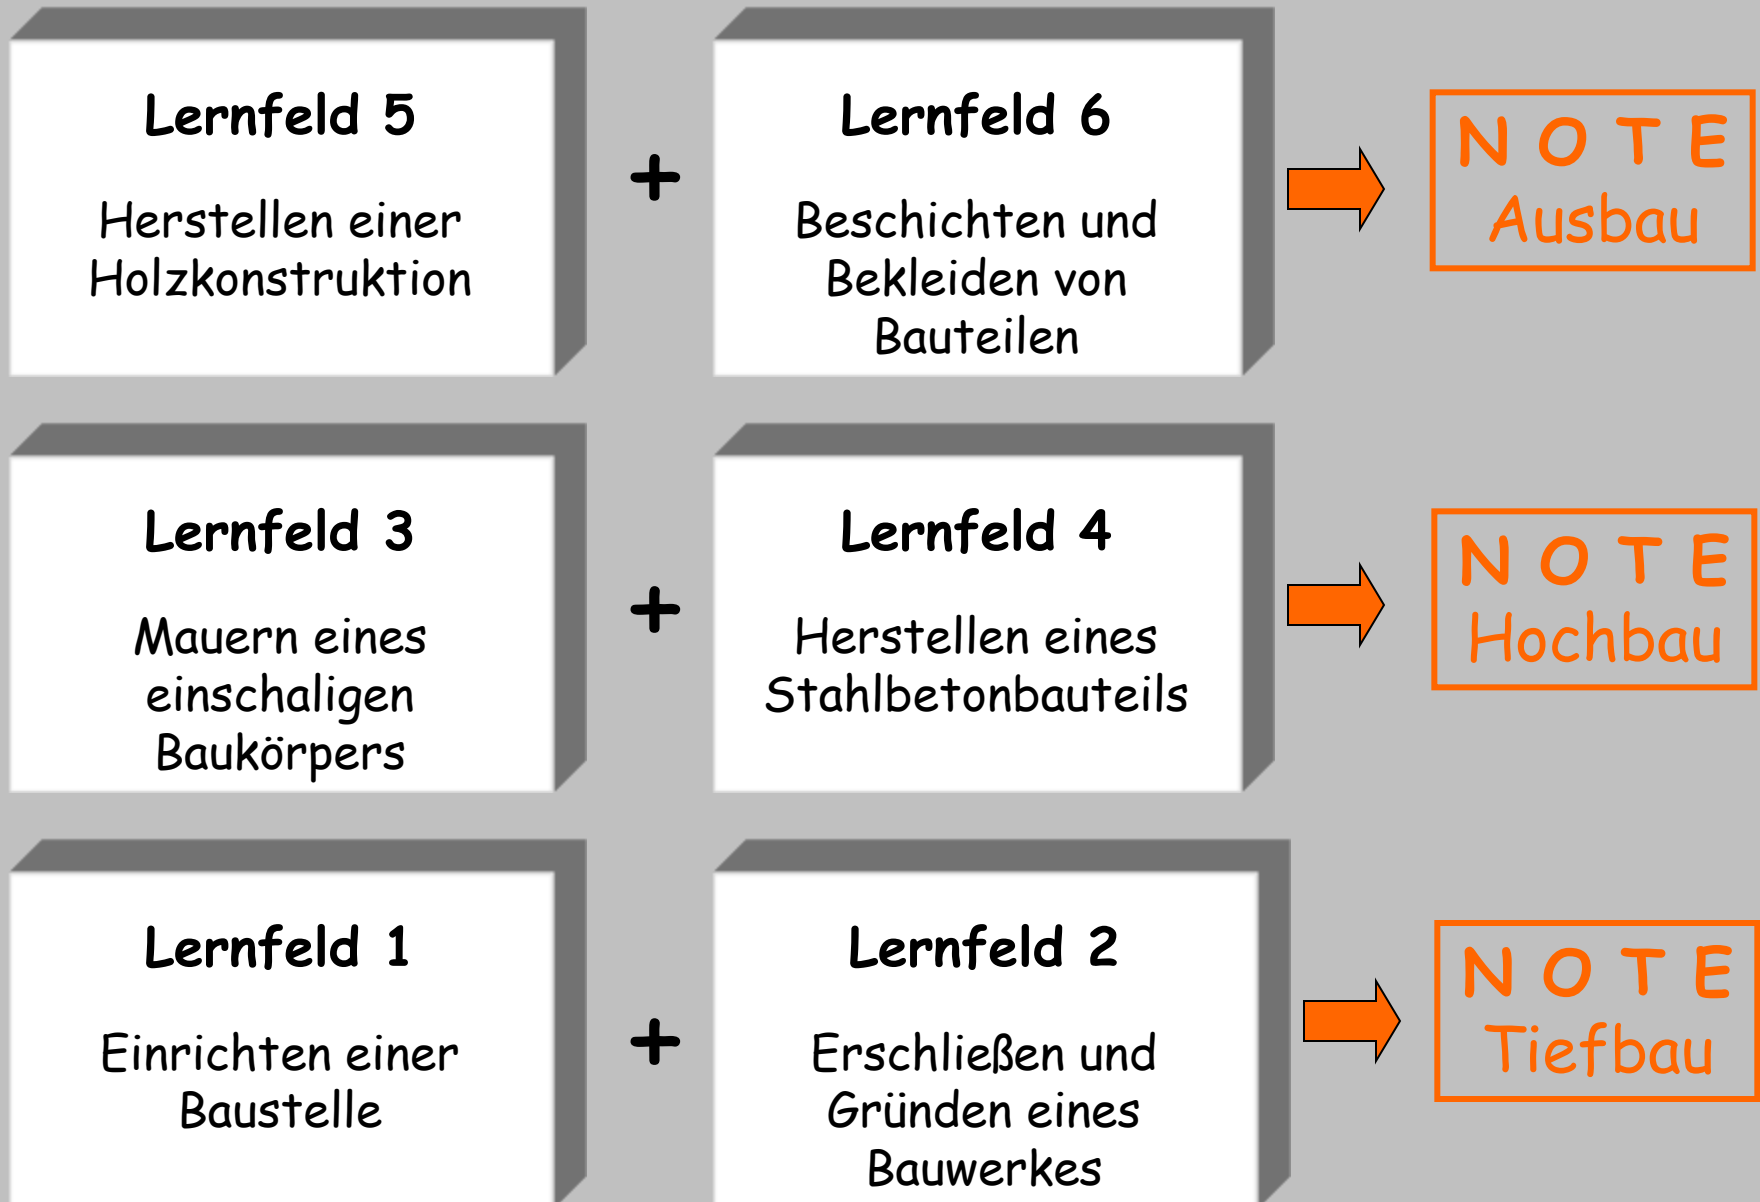 Lernfeld 5
Herstellen einer
Holzkonstruktion
+
Lernfeld 6
Beschichten und
Bekleiden von
Bauteilen
N O T E
Ausbau
Lernfeld 3
Mauern eines
einschaligen
Baukörpers
+
Lernfeld 4
Herstellen eines
Stahlbetonbauteils
N O T E
Hochbau
Lernfeld 1
Einrichten einer
Baustelle
+
Lernfeld 2
Erschließen und
Gründen eines
Bauwerkes
N O T E
Tiefbau